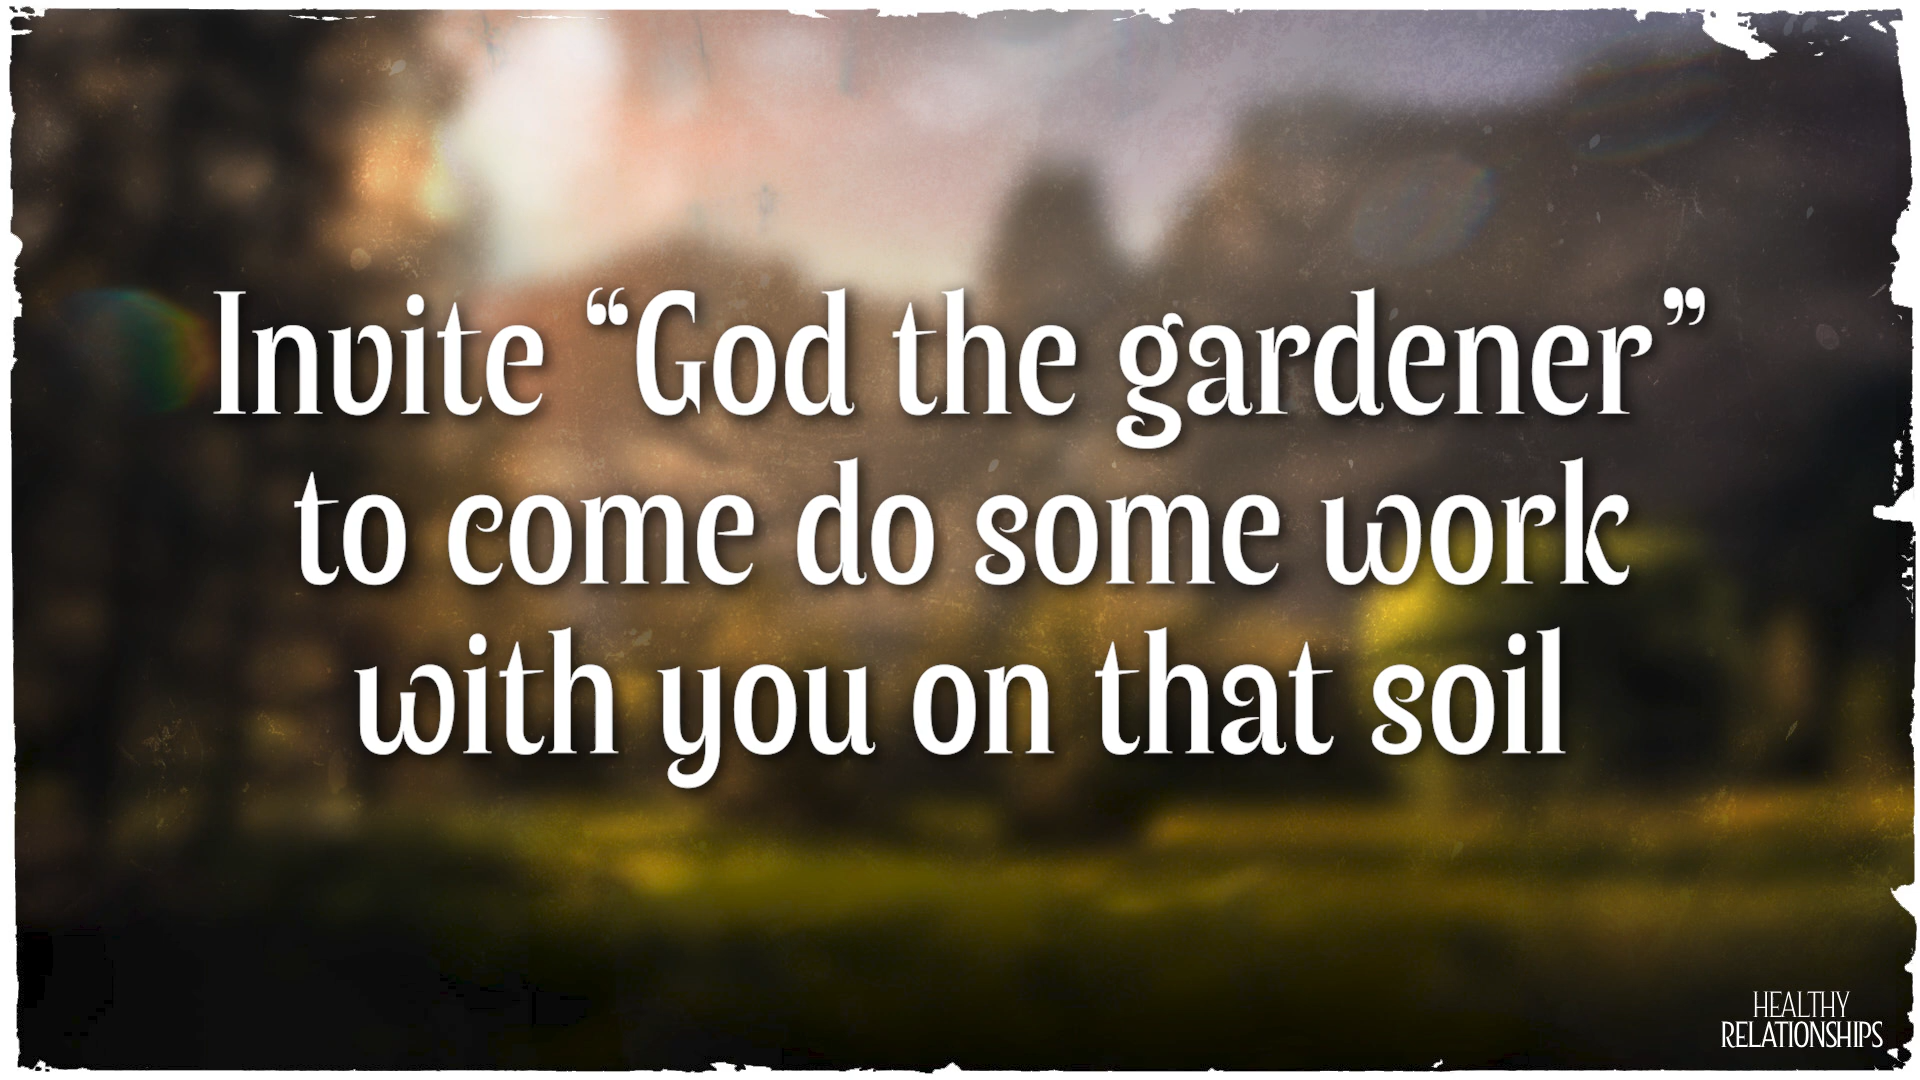 Invite “God the gardener”
to come do some work
with you on that soil
HEALTHY
RELATIONSHIPS